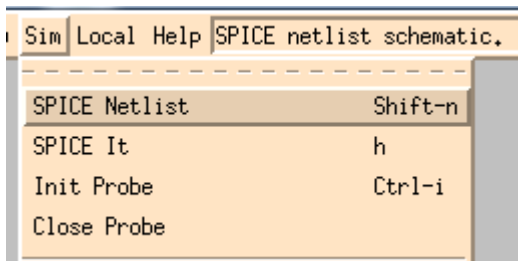 Sim Local Help SPICE netlist schematic.
SPICE Netlist Shift-n
SPICE It h
Init Probe Ctrl-i
Close Probe